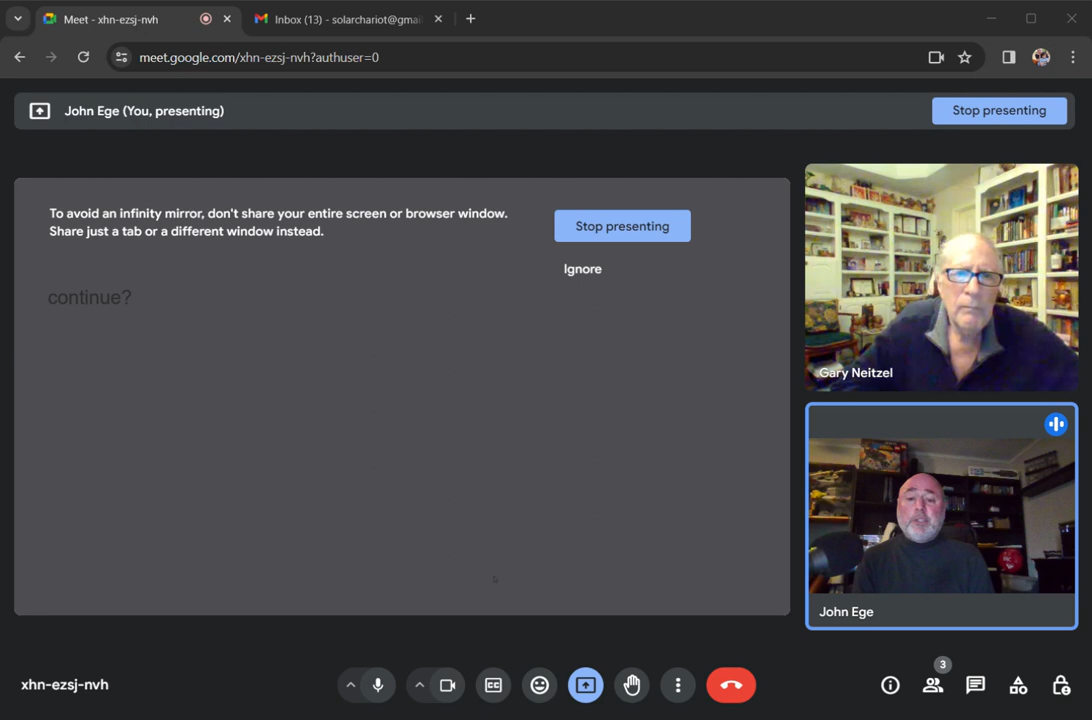 Meet - xhn-ezsj-nvh
Inbox (13) - solarchariot@gmai
meet.google.com/xhn-ezsj-nvh?authuser=0
John Ege (You, presenting)
Stop presenting
To avoid an infinity mirror, don't share your entire screen or browser window.
Share just a tab or a different window instead.
Stop presenting
Ignore
continue?
Gary Neitzel
John Ege
xhn-ezsj-nvh
CC
3